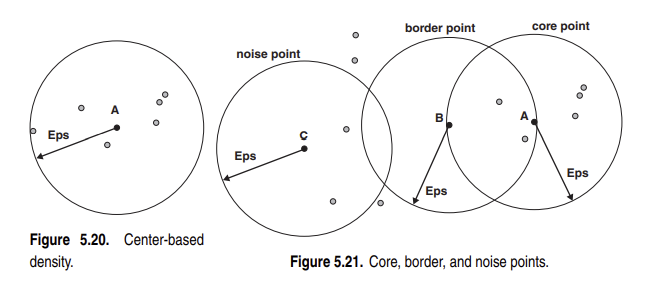 border point
core point
noise point
A
Eps
C
Eps
B
A
Eps
Eps
Figure 5.20. Center-based
density.
Figure 5.21. Core, border, and noise points.